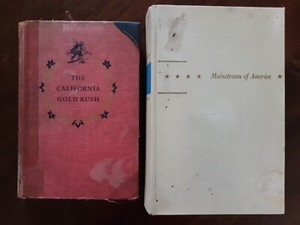 THE
CALIFORNIA
GOLD RUSH
Mainstream of America